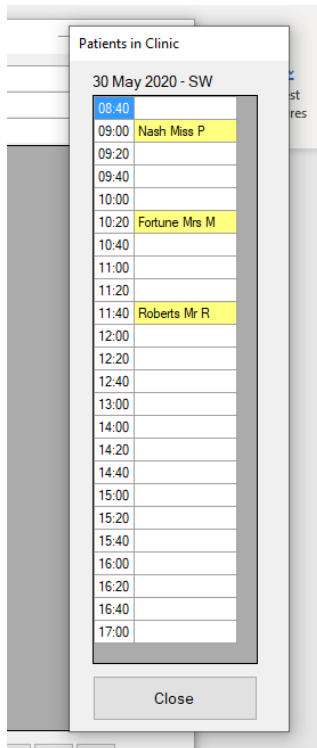 Patients in Clinic
30 May 2020 - SW
est
res
08:40
09:00 Nash Miss P
09:20
09:40
10:00
10:20 Fortune Mrs M
10:40
11:00
11:20
11:40 Roberts Mr R
12:00
12:20
12:40
13:00
14:00
14:20
14:40
15:00
15:20
15:40
16:00
16:20
16:40
17:00
Close